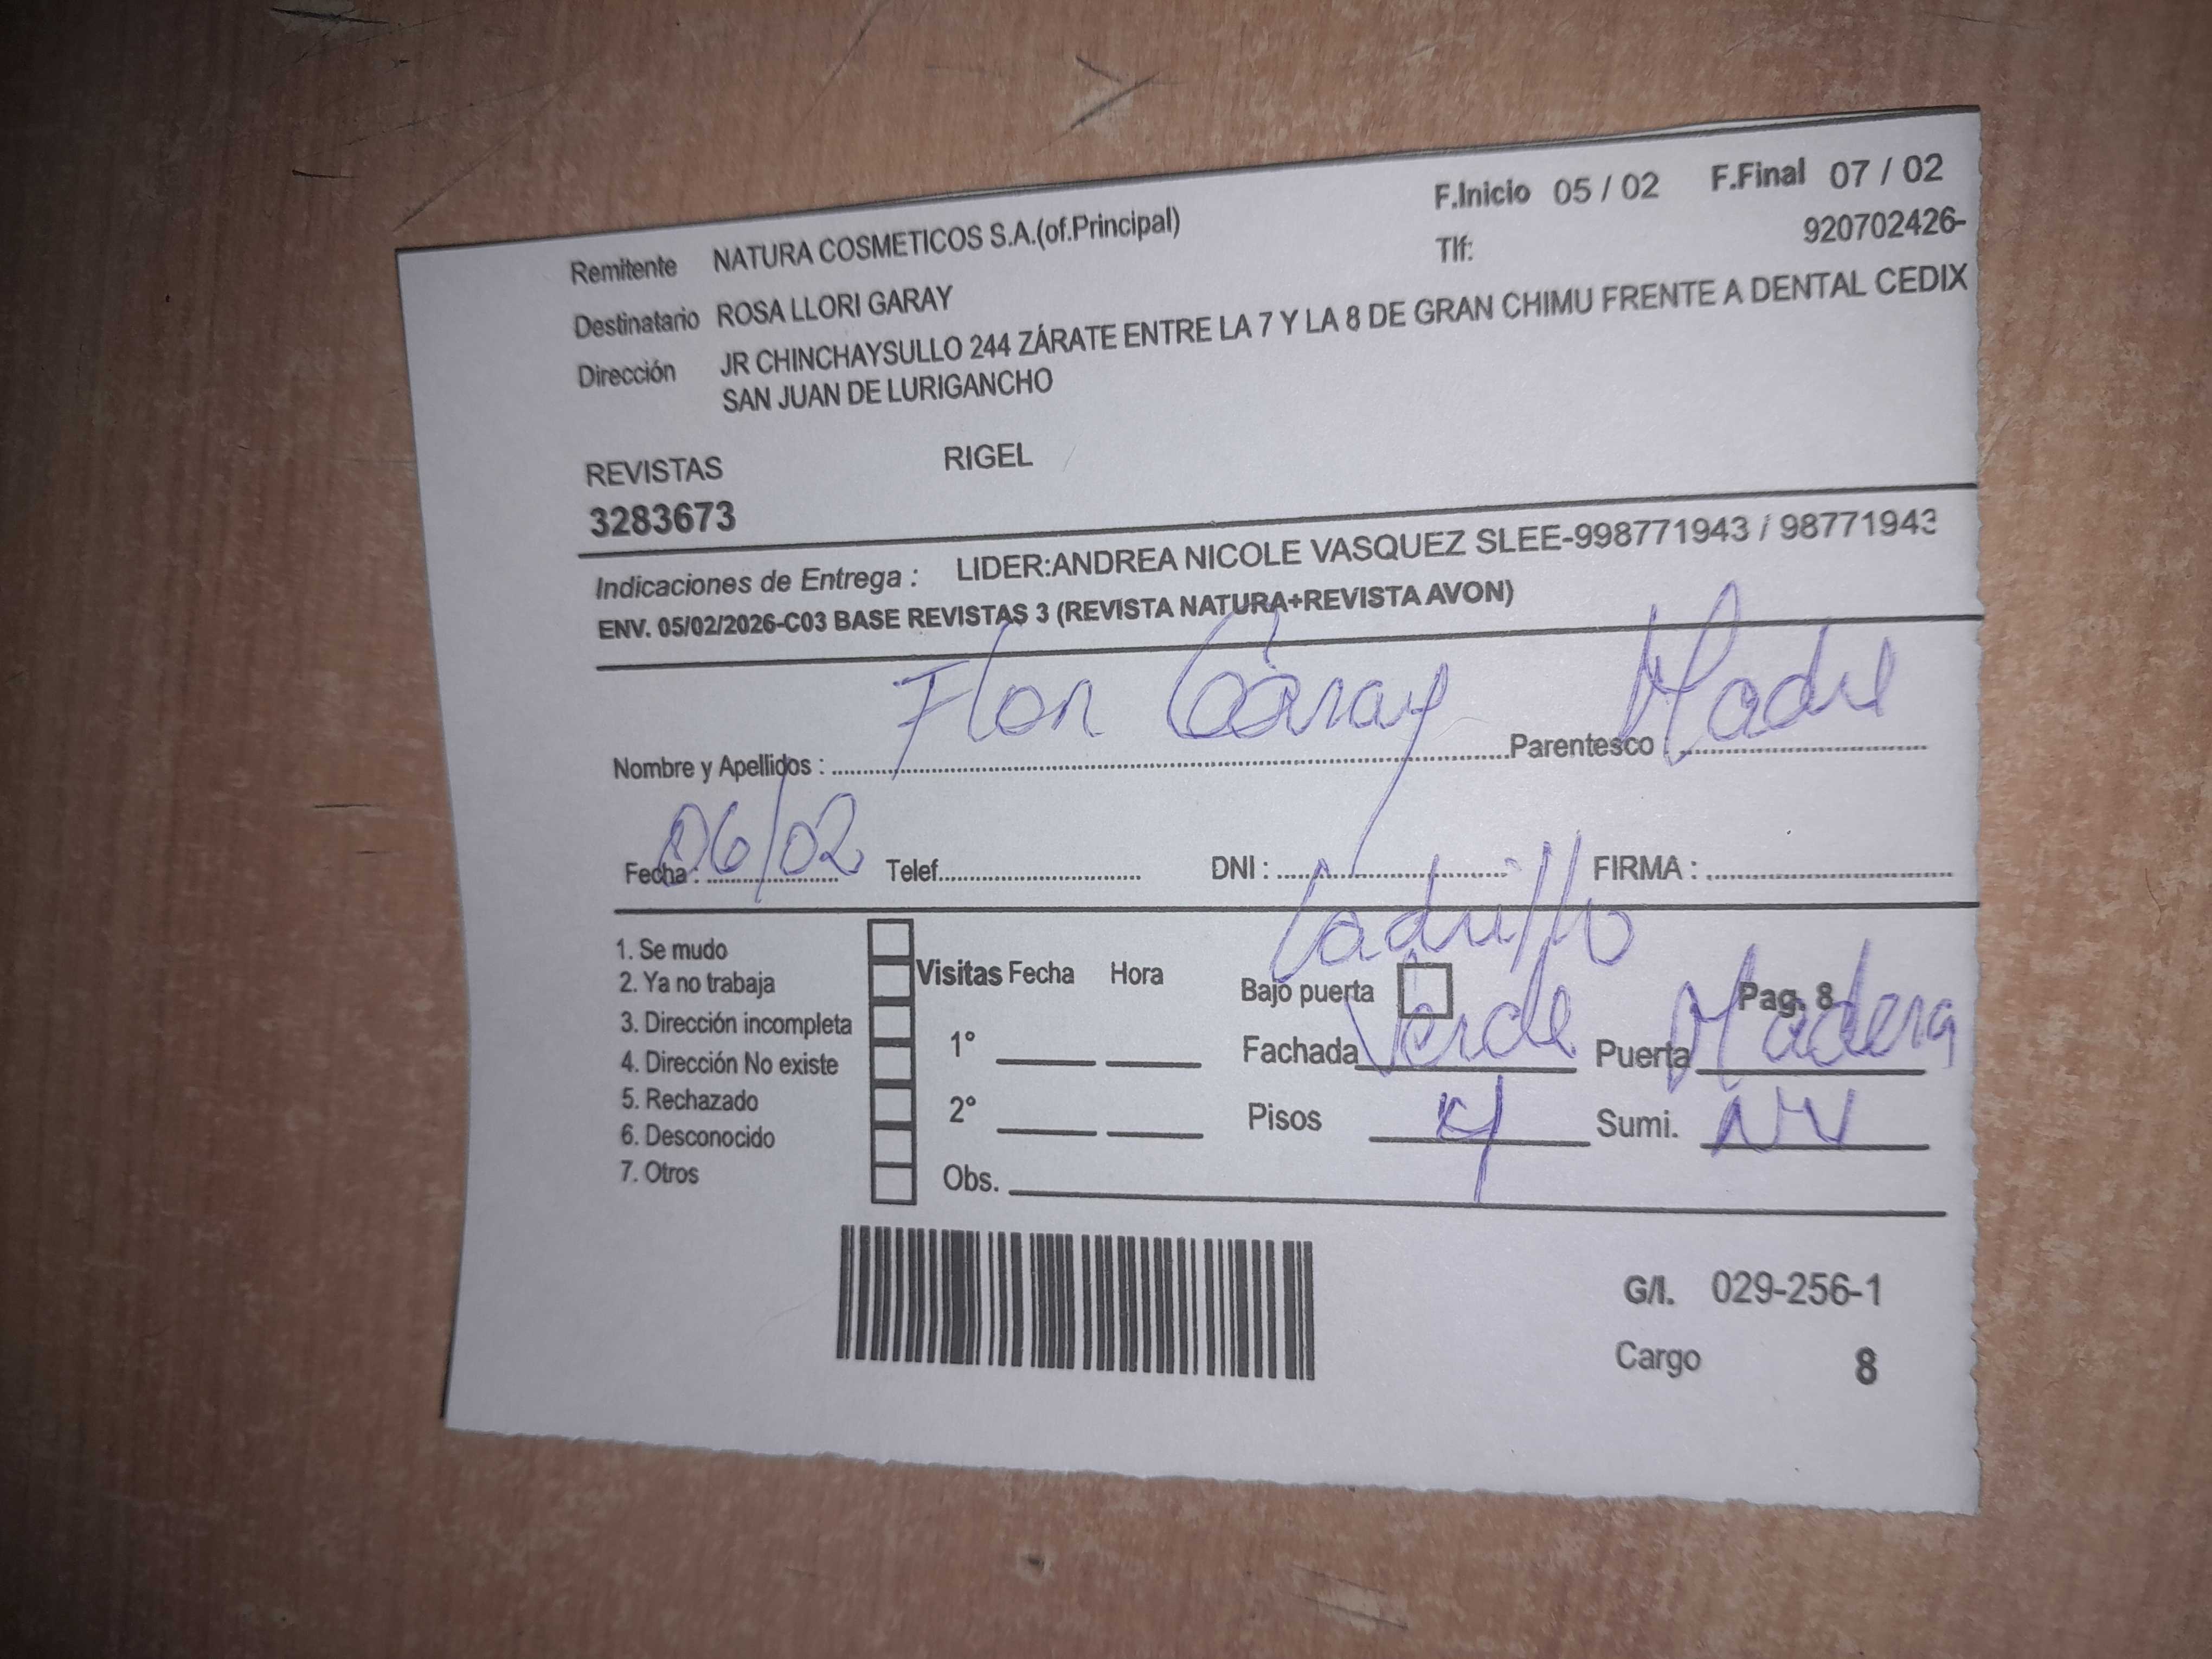 F.Inicio 05 / 02 F.Final 07 / 02
Remitente NATURA COSMETICOS S.A.(of.Principal) Tlf: 920702426-
Destinatario ROSA LLORI GARAY
Dirección JR CHINCHAYSULLO 244 ZÁRATE ENTRE LA 7 Y LA 8 DE GRAN CHIMU FRENTE A DENTAL CEDIX
SAN JUAN DE LURIGANCHO
REVISTAS RIGEL
3283673
Indicaciones de Entrega : LIDER:ANDREA NICOLE VASQUEZ SLEE-998771943 / 98771943
ENV. 05/02/2026-C03 BASE REVISTAS 3 (REVISTA NATURA+REVISTA AVON)
Nombre y Apellidos : Flor Garay Parentesco : Madre
Fecha : 06/02 Telef. DNI : FIRMA :
Ladrillo
1. Se mudo
2. Ya no trabaja
3. Dirección incompleta
4. Dirección No existe
5. Rechazado
6. Desconocido
7. Otros
Visitas Fecha Hora
1°
2°
Obs.
Bajo puerta Pag. 8
Fachada Verde Puerta Madera
Pisos 4 Sumi. NV
G/I. 029-256-1
Cargo 8